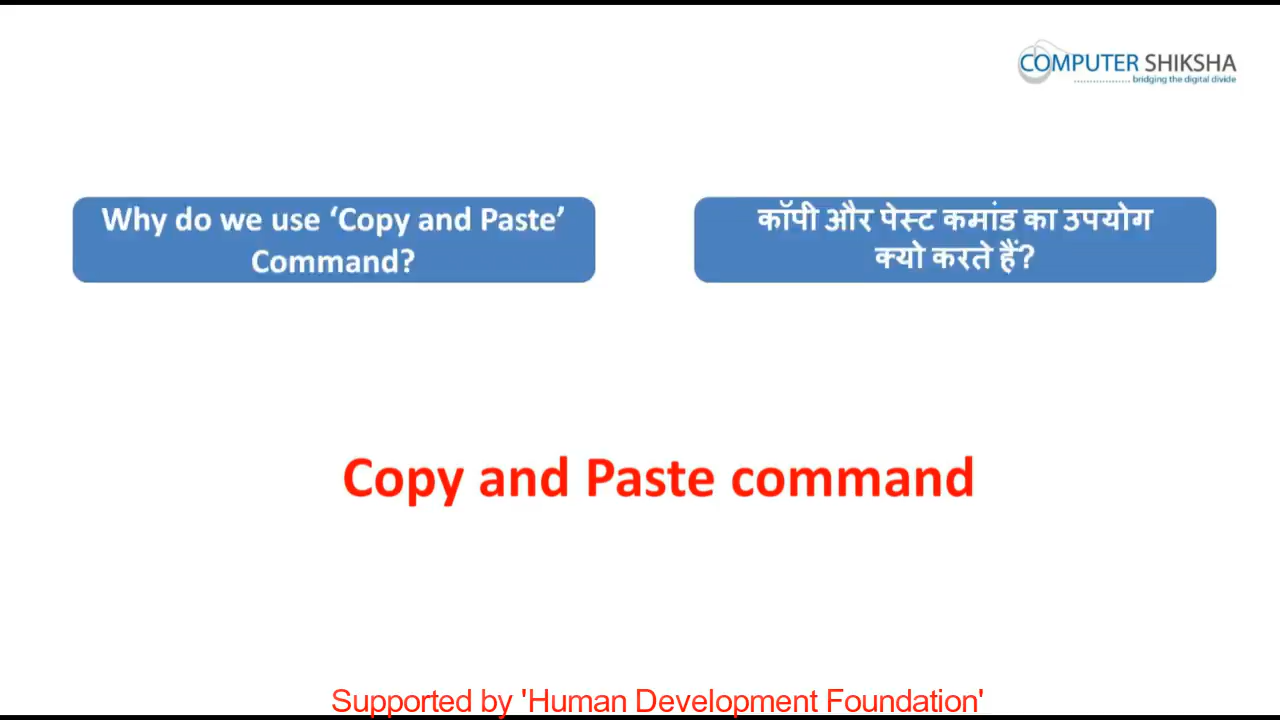 COMPUTER SHIKSHA
bridging the digital divide
Why do we use ‘Copy and Paste’
Command?
कॉपी और पेस्ट कमांड का उपयोग
क्यो करते हैं?
Copy and Paste command
Supported by 'Human Development Foundation'